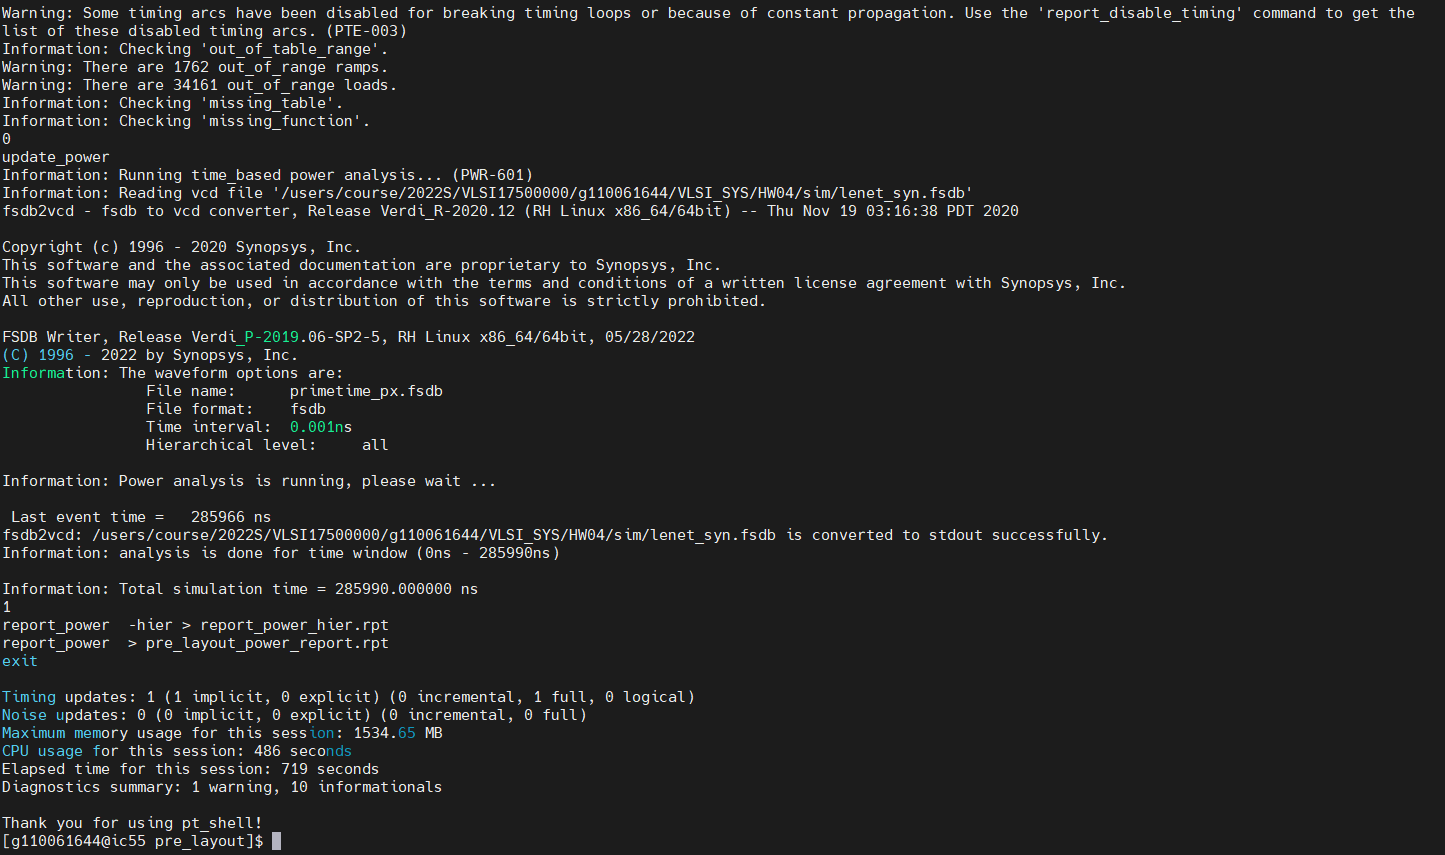 Warning: Some timing arcs have been disabled for breaking timing loops or because of constant propagation. Use the 'report_disable_timing' command to get the
list of these disabled timing arcs. (PTE-003)
Information: Checking 'out_of_table_range'.
Warning: There are 1762 out_of_range ramps.
Warning: There are 34161 out_of_range loads.
Information: Checking 'missing_table'.
Information: Checking 'missing_function'.
0
update_power
Information: Running time_based power analysis... (PWR-601)
Information: Reading vcd file '/users/course/2022S/VLSI17500000/g110061644/VLSI_SYS/HW04/sim/lenet_syn.fsdb'
fsdb2vcd - fsdb to vcd converter, Release Verdi_R-2020.12 (RH Linux x86_64/64bit) -- Thu Nov 19 03:16:38 PDT 2020

Copyright (c) 1996 - 2020 Synopsys, Inc.
This software and the associated documentation are proprietary to Synopsys, Inc.
This software may only be used in accordance with the terms and conditions of a written license agreement with Synopsys, Inc.
All other use, reproduction, or distribution of this software is strictly prohibited.

FSDB Writer, Release Verdi_P-2019.06-SP2-5, RH Linux x86_64/64bit, 05/28/2022
(C) 1996 - 2022 by Synopsys, Inc.
Information: The waveform options are:
                File name:      primetime_px.fsdb
                File format:    fsdb
                Time interval:  0.001ns
                Hierarchical level:     all

Information: Power analysis is running, please wait ...

 Last event time =   285966 ns
fsdb2vcd: /users/course/2022S/VLSI17500000/g110061644/VLSI_SYS/HW04/sim/lenet_syn.fsdb is converted to stdout successfully.
Information: analysis is done for time window (0ns - 285990ns)

Information: Total simulation time = 285990.000000 ns
1
report_power  -hier > report_power_hier.rpt
report_power  > pre_layout_power_report.rpt
exit

Timing updates: 1 (1 implicit, 0 explicit) (0 incremental, 1 full, 0 logical)
Noise updates: 0 (0 implicit, 0 explicit) (0 incremental, 0 full)
Maximum memory usage for this session: 1534.65 MB
CPU usage for this session: 486 seconds
Elapsed time for this session: 719 seconds
Diagnostics summary: 1 warning, 10 informationals

Thank you for using pt_shell!
[g110061644@ic55 pre_layout]$